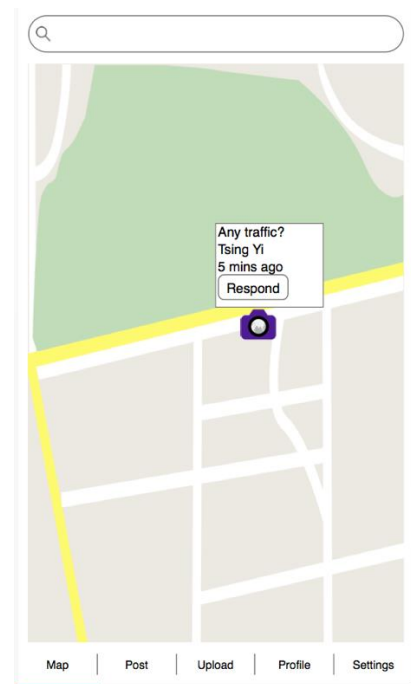 Any traffic?
Tsing Yi
5 mins ago
Respond
Map Post Upload Profile Settings